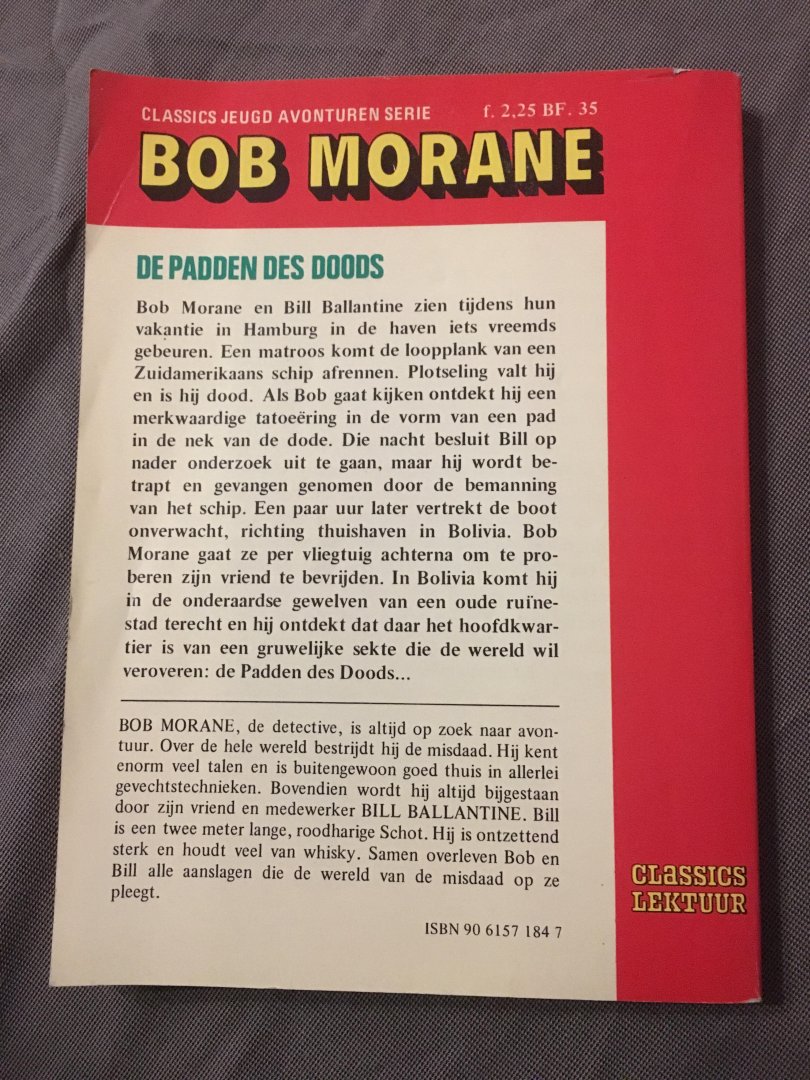 CLASSICS JEUGD AVONTUREN SERIE f. 2,25 BF. 35
BOB MORANE
DE PADDEN DES DOODS
Bob Morane en Bill Ballantine zien tijdens hun
vakantie in Hamburg in de haven iets vreemds
gebeuren. Een matroos komt de loopplank van een
Zuidamerikaans schip afrennen. Plotseling valt hij
en is hij dood. Als Bob gaat kijken ontdekt hij een
merkwaardige tatoeëring in de vorm van een pad
in de nek van de dode. Die nacht besluit Bill op
nader onderzoek uit te gaan, maar hij wordt be-
trapt en gevangen genomen door de bemanning
van het schip. Een paar uur later vertrekt de boot
onverwacht, richting thuishaven in Bolivia. Bob
Morane gaat ze per vliegtuig achterna om te pro-
beren zijn vriend te bevrijden. In Bolivia komt hij
in de onderaardse gewelven van een oude ruïne-
stad terecht en hij ontdekt dat daar het hoofdkwar-
tier is van een gruwelijke sekte die de wereld wil
veroveren: de Padden des Doods...
BOB MORANE, de detective, is altijd op zoek naar avon-
tuur. Over de hele wereld bestrijdt hij de misdaad. Hij kent
enorm veel talen en is buitengewoon goed thuis in allerlei
gevechtstechnieken. Bovendien wordt hij altijd bijgestaan
door zijn vriend en medewerker BILL BALLANTINE. Bill
is een twee meter lange, roodharige Schot. Hij is ontzettend
sterk en houdt veel van whisky. Samen overleven Bob en
Bill alle aanslagen die de wereld van de misdaad op ze
pleegt.
ISBN 90 6157 184 7
CLASSICS
LEKTUUR